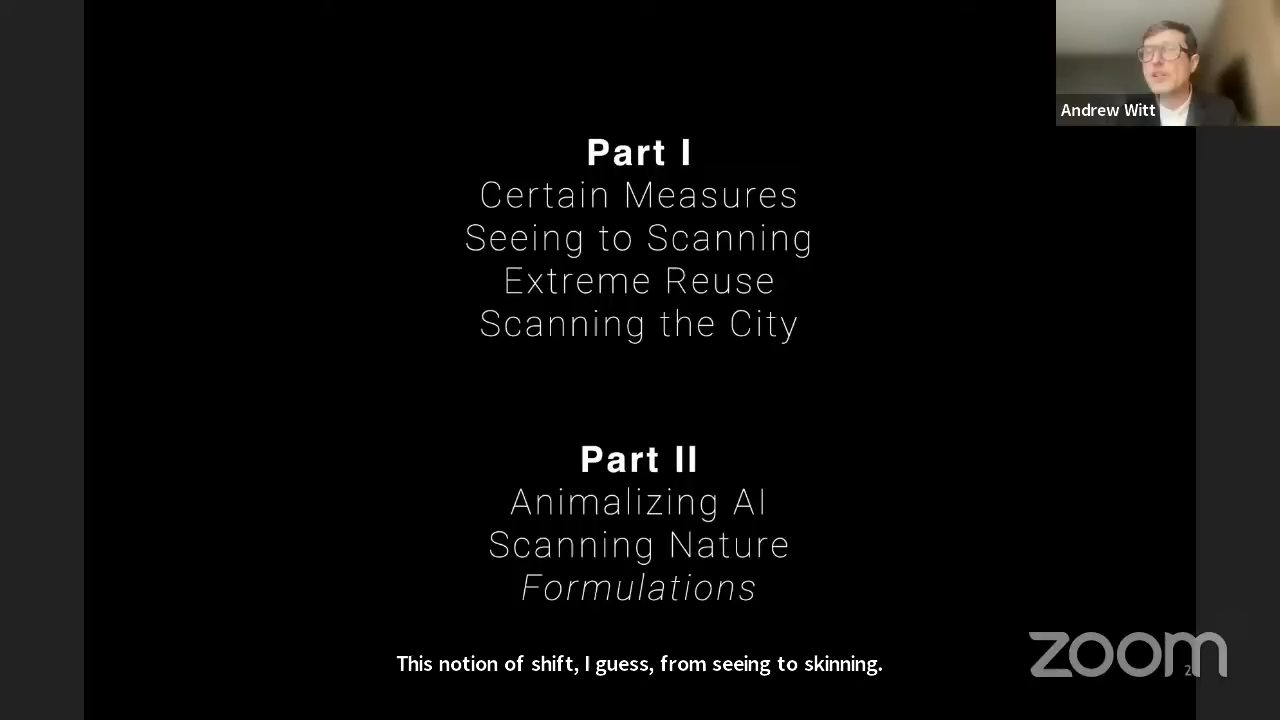 Andrew Witt
Part I
Certain Measures
Seeing to Scanning
Extreme Reuse
Scanning the City
Part II
Animalizing AI
Scanning Nature
Formulations
This notion of shift, I guess, from seeing to skinning.
zoom
2